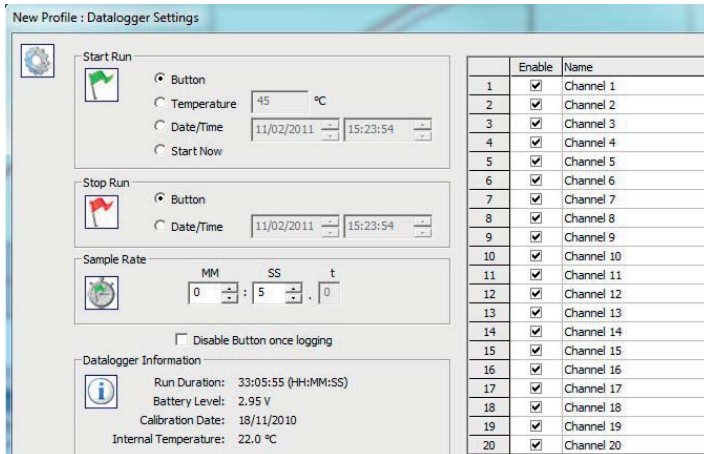 New Profile : Datalogger Settings
Start Run
Button
Temperature 45 ºC
Date/Time 11/02/2011 15:23:54
Start Now
Stop Run
Button
Date/Time 11/02/2011 15:23:54
Sample Rate
MM SS t
0 : 5 . 0
Disable Button once logging
Datalogger Information
Run Duration: 33:05:55 (HH:MM:SS)
Battery Level: 2.95 V
Calibration Date: 18/11/2010
Internal Temperature: 22.0 ºC
Enable Name
1 Channel 1
2 Channel 2
3 Channel 3
4 Channel 4
5 Channel 5
6 Channel 6
7 Channel 7
8 Channel 8
9 Channel 9
10 Channel 10
11 Channel 11
12 Channel 12
13 Channel 13
14 Channel 14
15 Channel 15
16 Channel 16
17 Channel 17
18 Channel 18
19 Channel 19
20 Channel 20